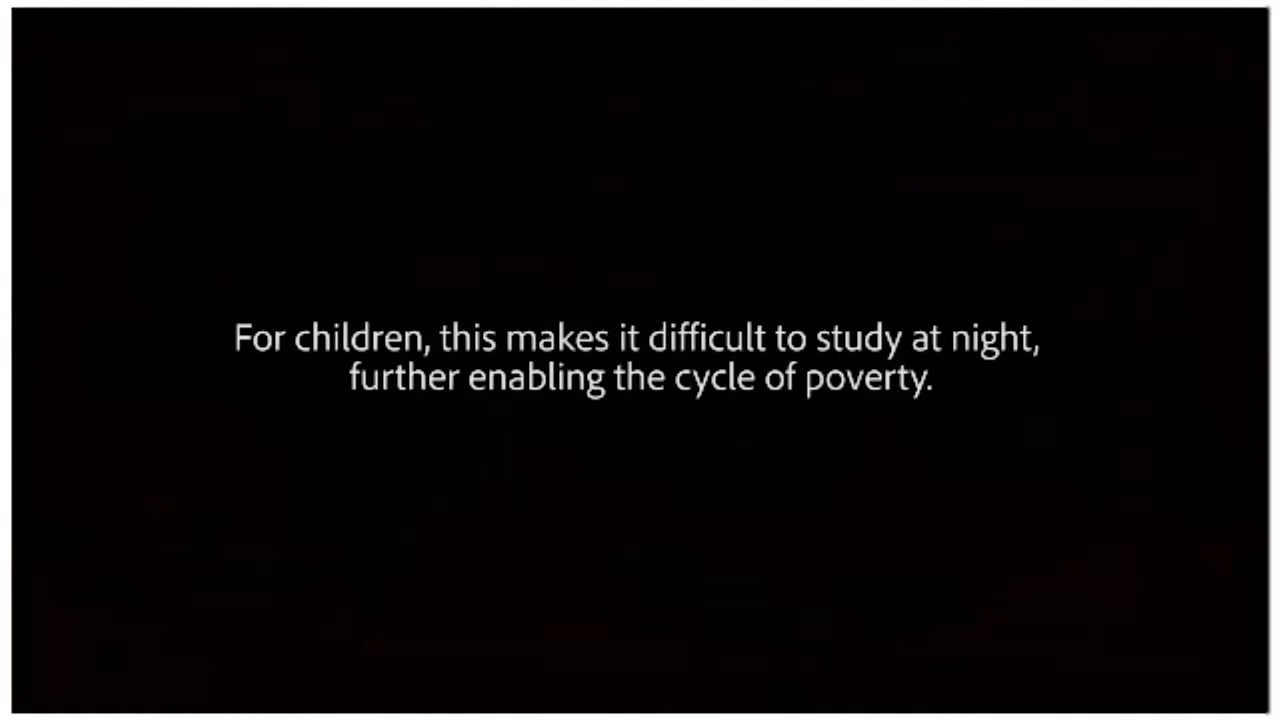 For children, this makes it difficult to study at night,
further enabling the cycle of poverty.